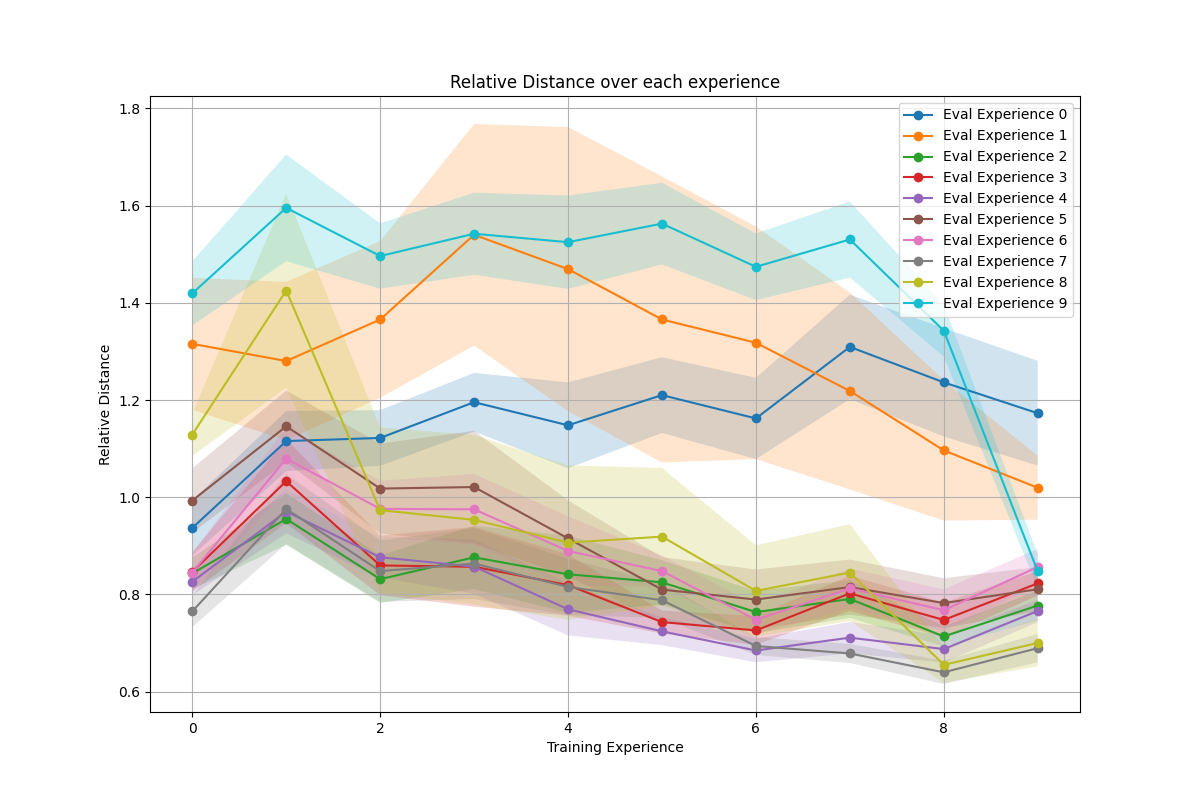 Relative Distance over each experience
1.8
1.6
1.4
1.2
1.0
0.8
0.6
Relative Distance
0
2
4
6
8
Training Experience
Eval Experience 0
Eval Experience 1
Eval Experience 2
Eval Experience 3
Eval Experience 4
Eval Experience 5
Eval Experience 6
Eval Experience 7
Eval Experience 8
Eval Experience 9